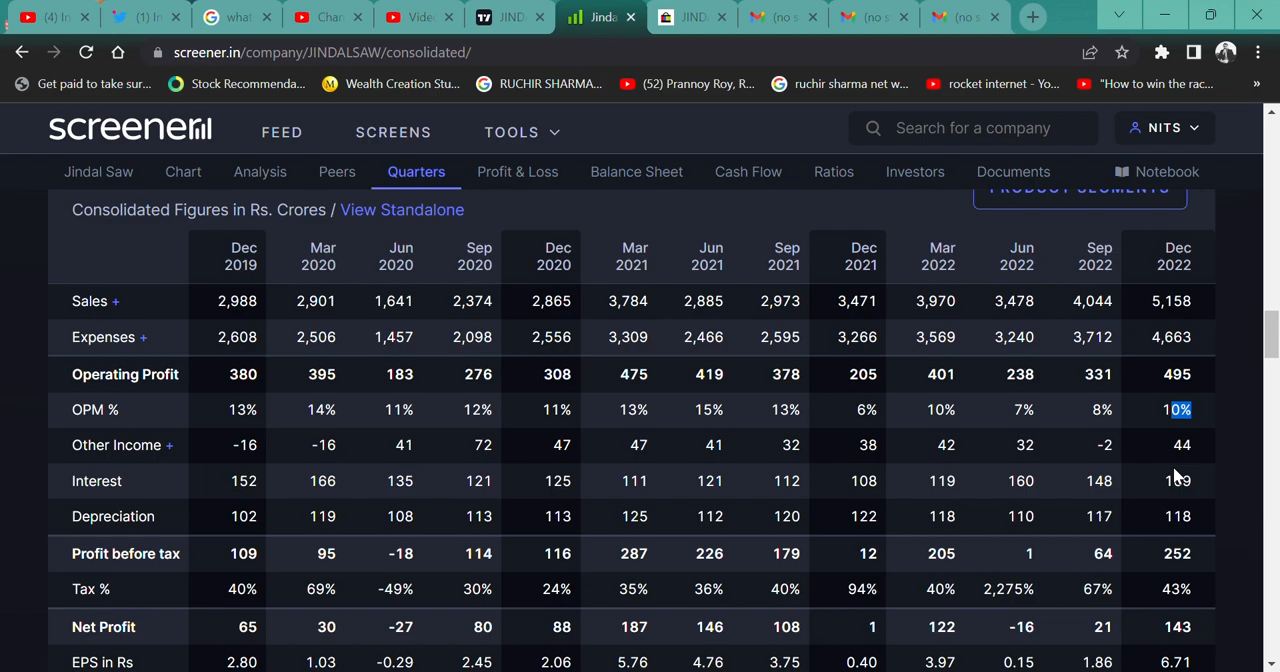 (4) In
(1) In
what
Chan
Vide
JIND
Jinda
JIND
(no s
(no s
(no s
screener.in/company/JINDALSAW/consolidated/
Get paid to take sur... Stock Recommenda... Wealth Creation Stu... RUCHIR SHARMA... (52) Prannoy Roy, R... ruchir sharma net w... rocket internet - Yo... "How to win the rac... »
screener FEED SCREENS TOOLS Search for a company NITS
Jindal Saw Chart Analysis Peers Quarters Profit & Loss Balance Sheet Cash Flow Ratios Investors Documents Notebook
PRODUCT SEGMENTS
Consolidated Figures in Rs. Crores / View Standalone
Dec Mar Jun Sep Dec Mar Jun Sep Dec Mar Jun Sep Dec
2019 2020 2020 2020 2020 2021 2021 2021 2021 2022 2022 2022 2022
Sales + 2,988 2,901 1,641 2,374 2,865 3,784 2,885 2,973 3,471 3,970 3,478 4,044 5,158
Expenses + 2,608 2,506 1,457 2,098 2,556 3,309 2,466 2,595 3,266 3,569 3,240 3,712 4,663
Operating Profit 380 395 183 276 308 475 419 378 205 401 238 331 495
OPM % 13% 14% 11% 12% 11% 13% 15% 13% 6% 10% 7% 8% 10%
Other Income + -16 -16 41 72 47 47 41 32 38 42 32 -2 44
Interest 152 166 135 121 125 111 121 112 108 119 160 148
Depreciation 102 119 108 113 113 125 112 120 122 118 110 117 118
Profit before tax 109 95 -18 114 116 287 226 179 12 205 1 64 252
Tax % 40% 69% -49% 30% 24% 35% 36% 40% 94% 40% 2,275% 67% 43%
Net Profit 65 30 -27 80 88 187 146 108 1 122 -16 21 143
EPS in Rs 2.80 1.03 -0.29 2.45 2.06 5.76 4.76 3.75 0.40 3.97 0.15 1.86 6.71